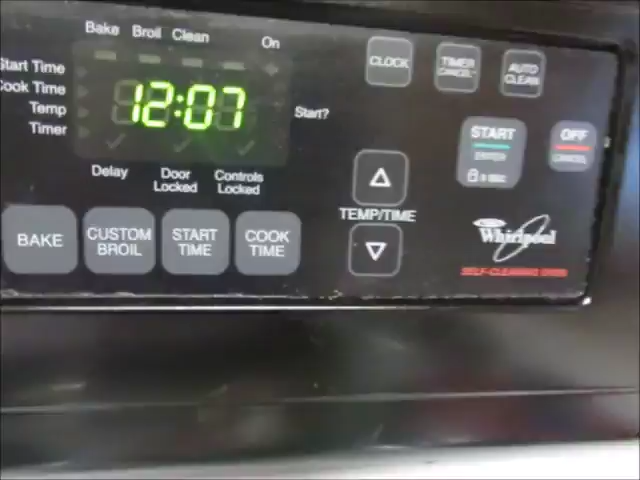 Bake Broil Clean On
Start Time
Cook Time
Temp
Timer
12:07
Start?
Delay Door Locked Controls Locked
CLOCK TIMER CANCEL AUTO CLEAN
START ENTER OFF CANCEL
TEMP/TIME
BAKE CUSTOM BROIL START TIME COOK TIME
Whirlpool
SELF-CLEANING OVEN